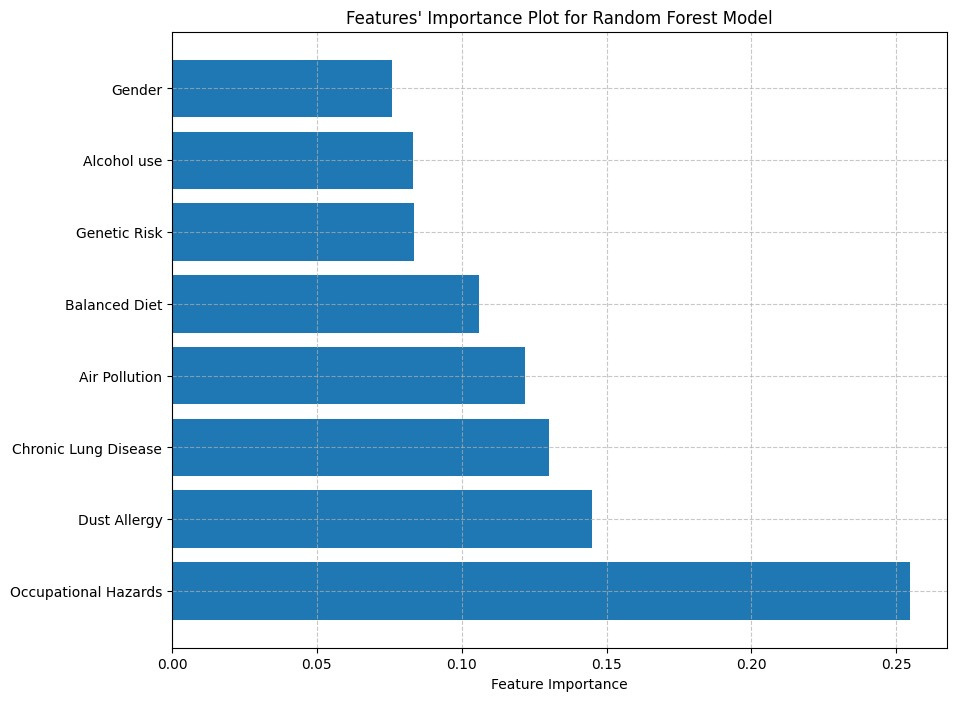 Features' Importance Plot for Random Forest Model
Gender
Alcohol use
Genetic Risk
Balanced Diet
Air Pollution
Chronic Lung Disease
Dust Allergy
Occupational Hazards
0.00 0.05 0.10 0.15 0.20 0.25
Feature Importance